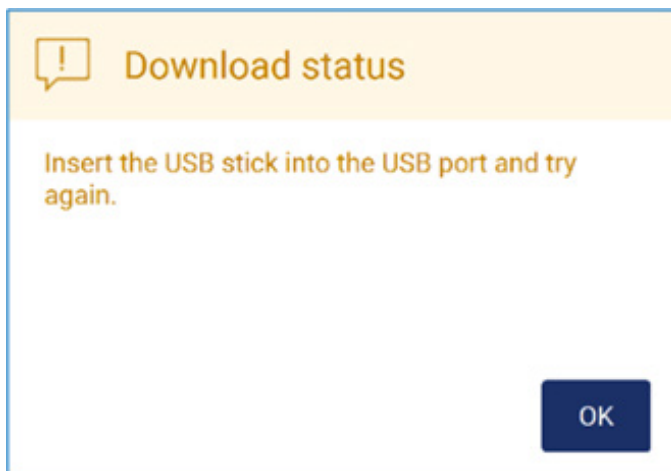 !
Download status
Insert the USB stick into the USB port and try
again.
OK